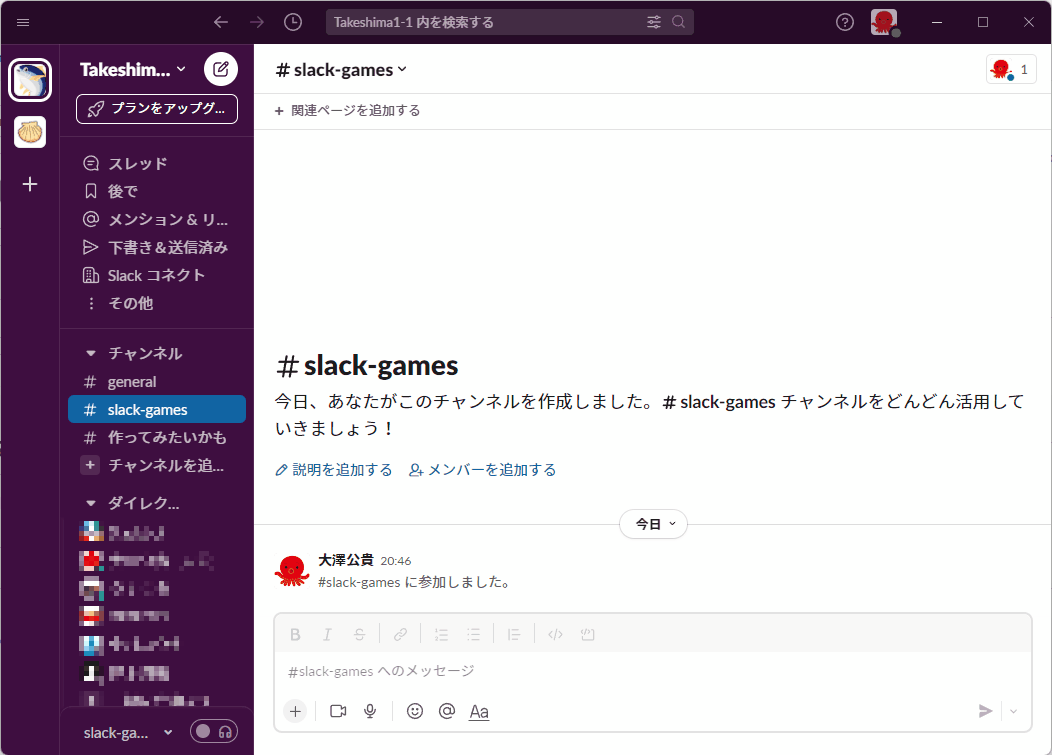 Takeshima1-1 内を検索する
Takeshim...
プランをアップグ...
スレッド
後で
メンション & リ...
下書き＆送信済み
Slack コネクト
その他
チャンネル
# general
# slack-games
# 作ってみたいかも
+ チャンネルを追...
ダイレク...
slack-ga...
# slack-games
1
+ 関連ページを追加する
# slack-games
今日、あなたがこのチャンネルを作成しました。# slack-games チャンネルをどんどん活用して
いきましょう！
説明を追加する メンバーを追加する
今日
大澤公貴 20:46
#slack-games に参加しました。
B I S
#slack-games へのメッセージ
Aa